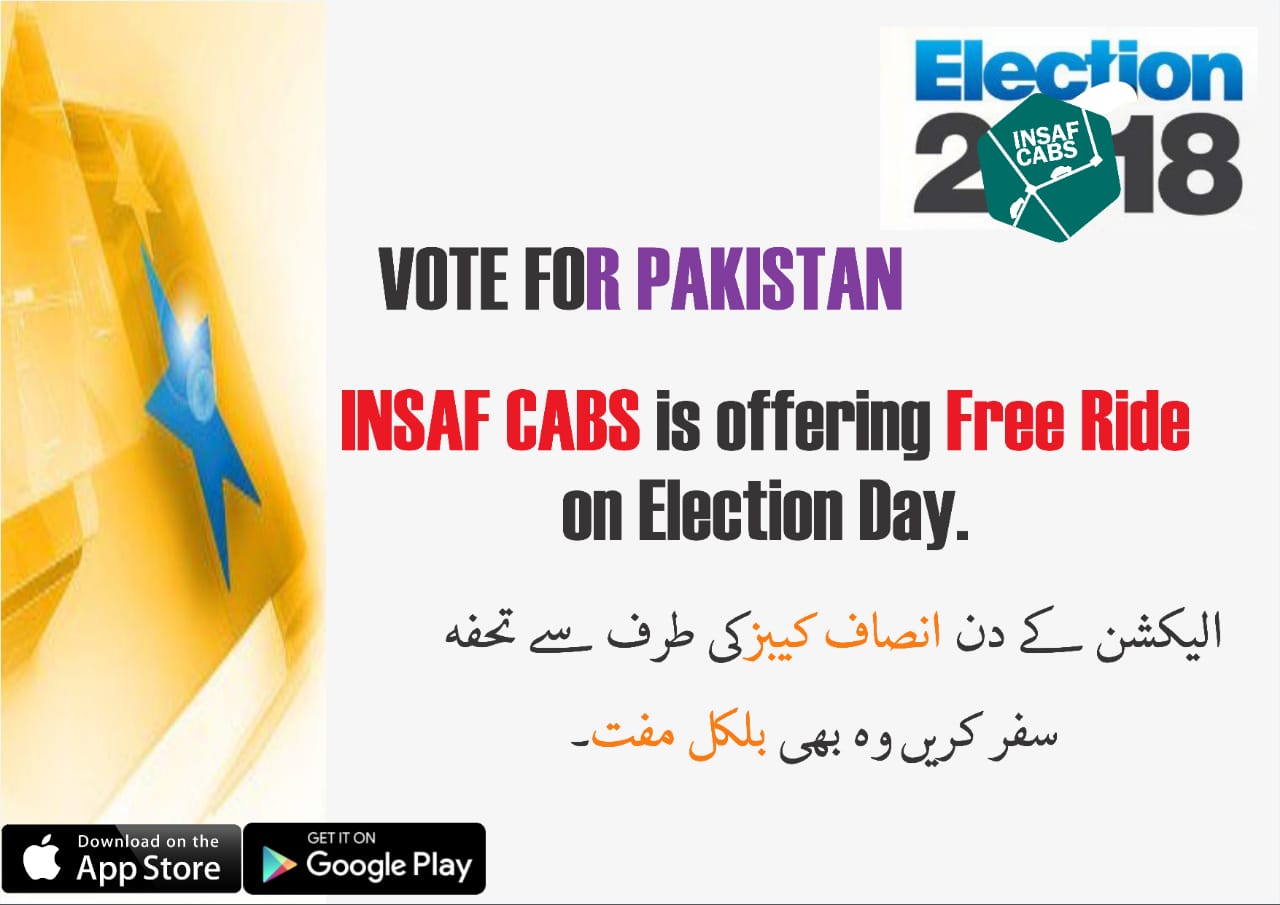 Election
2018
INSAF
CABS
VOTE FOR PAKISTAN
INSAF CABS is offering Free Ride
on Election Day.
الیکشن کے دن انصاف کیبز کی طرف سے تحفہ
سفر کریں وہ بھی بلکل مفت۔
Download on the
App Store
GET IT ON
Google Play